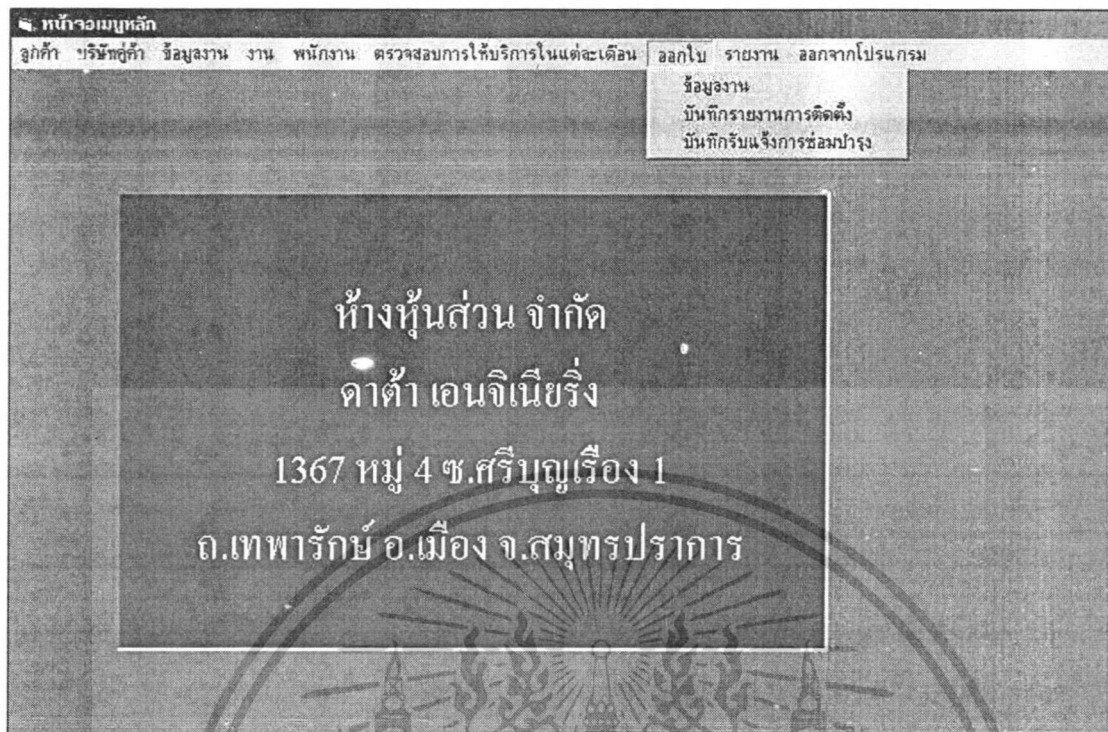 หน้าจอเมนูหลัก
ลูกค้า บริษัทคู่ค้า ข้อมูลงาน งาน พนักงาน ตรวจสอบการให้บริการในแต่ละเดือน ออกใบ รายงาน ออกจากโปรแกรม
ข้อมูลงาน
บันทึกรายงานการติดตั้ง
บันทึกรับแจ้งการซ่อมบำรุง
ห้างหุ้นส่วน จำกัด
ดาต้า เอนจิเนียริ่ง
1367 หมู่ 4 ซ.ศรีบุญเรือง 1
ถ.เทพารักษ์ อ.เมือง จ.สมุทรปราการ